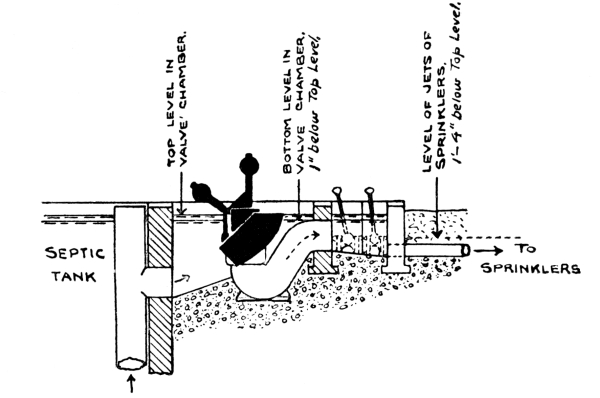 TOP LEVEL IN
VALVE' CHAMBER.
BOTTOM LEVEL IN
VALVE CHAMBER,
1" below Top Level,
LEVEL OF JETS OF
SPRINKLERS,
1'-4" below Top Level.
SEPTIC
TANK
TO
SPRINKLERS